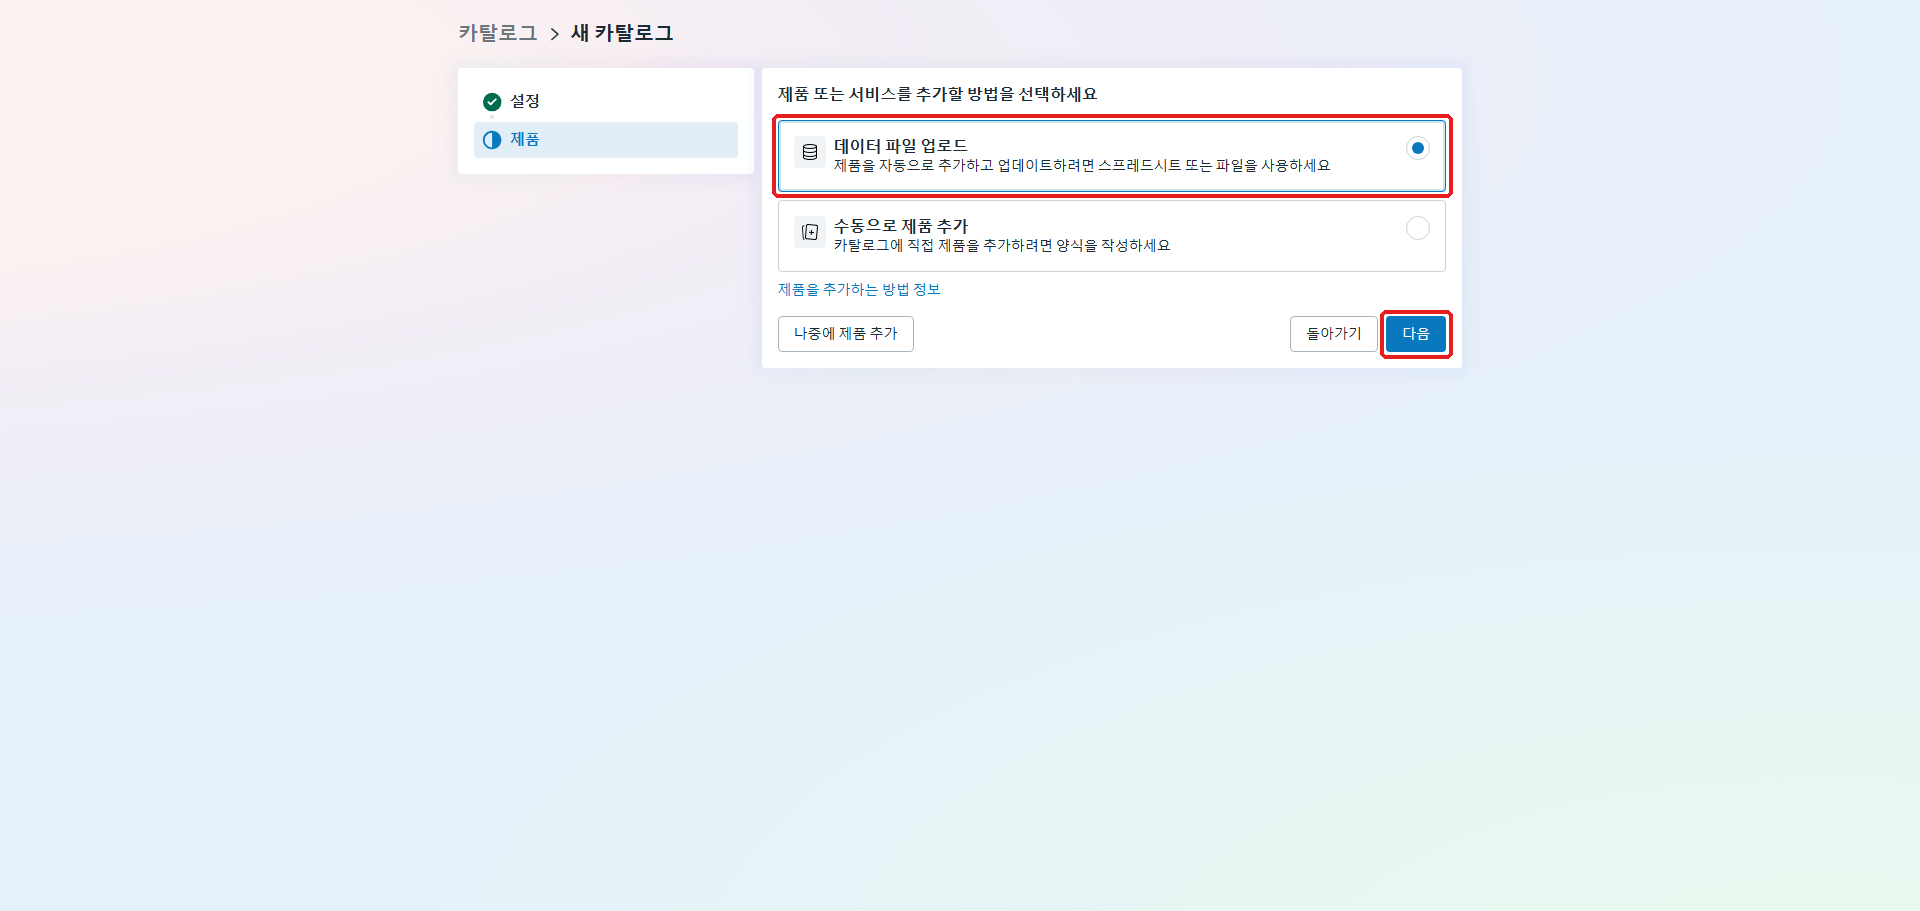 카탈로그 > 새 카탈로그
설정
제품
제품 또는 서비스를 추가할 방법을 선택하세요
데이터 파일 업로드
제품을 자동으로 추가하고 업데이트하려면 스프레드시트 또는 파일을 사용하세요
수동으로 제품 추가
카탈로그에 직접 제품을 추가하려면 양식을 작성하세요
제품을 추가하는 방법 정보
나중에 제품 추가
돌아가기
다음